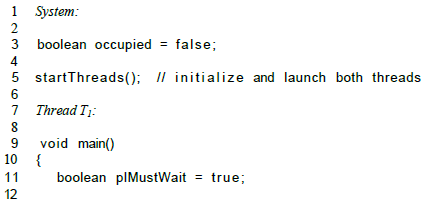 1 System:
2
3 boolean occupied = false;
4
5 startThreads(); // initialize and launch both threads
6
7 Thread T1:
8
9 void main()
10 {
11 boolean p1MustWait = true;
12